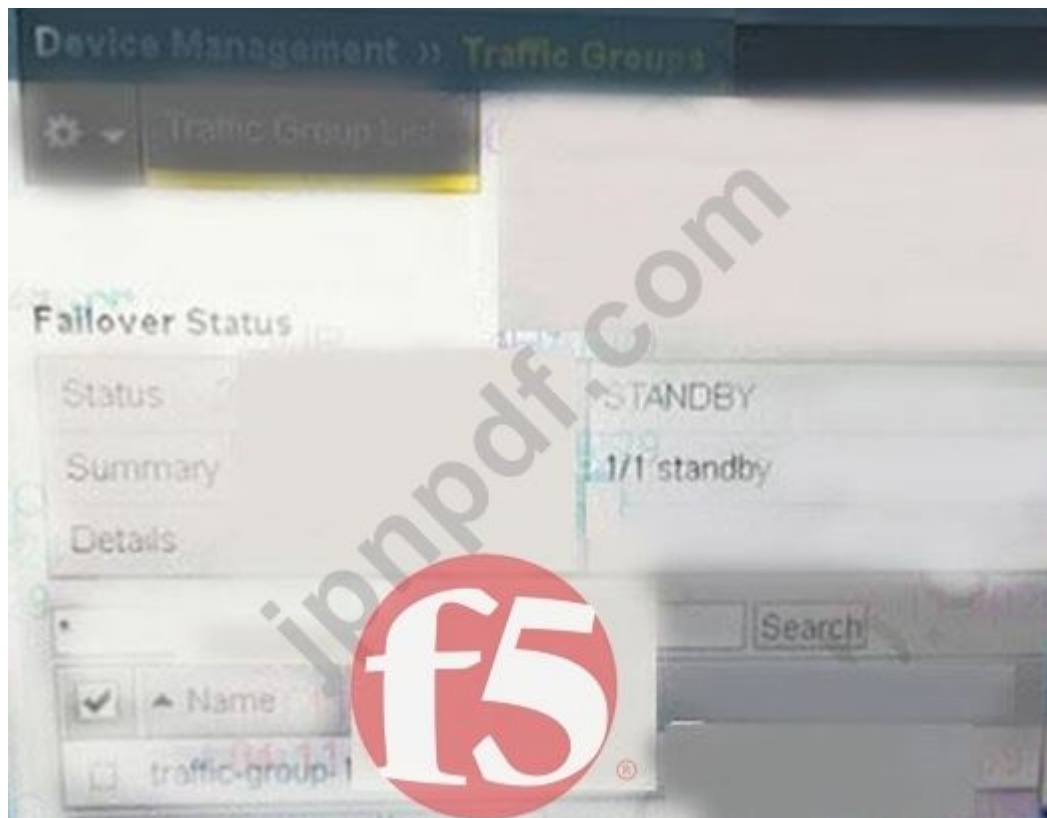 Device Management ›› Traffic Groups
Traffic Group List
Failover Status
Status STANDBY
Summary 1/1 standby
Details
*
Search
Name
traffic-group-1
f5
®
jpnpdf.com